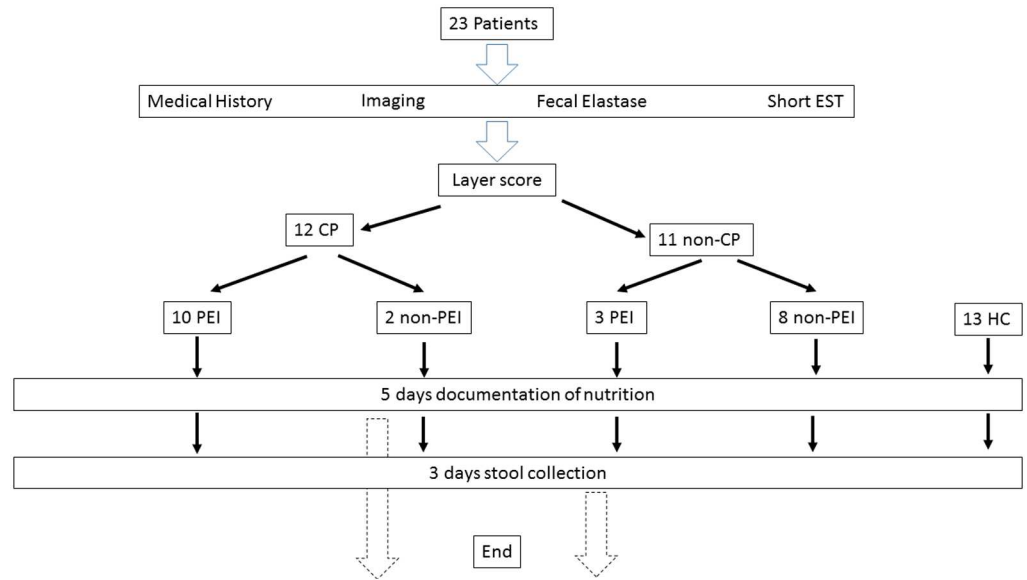 23 Patients
Medical History Imaging Fecal Elastase Short EST
Layer score
12 CP
11 non-CP
10 PEI
2 non-PEI
3 PEI
8 non-PEI
13 HC
5 days documentation of nutrition
3 days stool collection
End